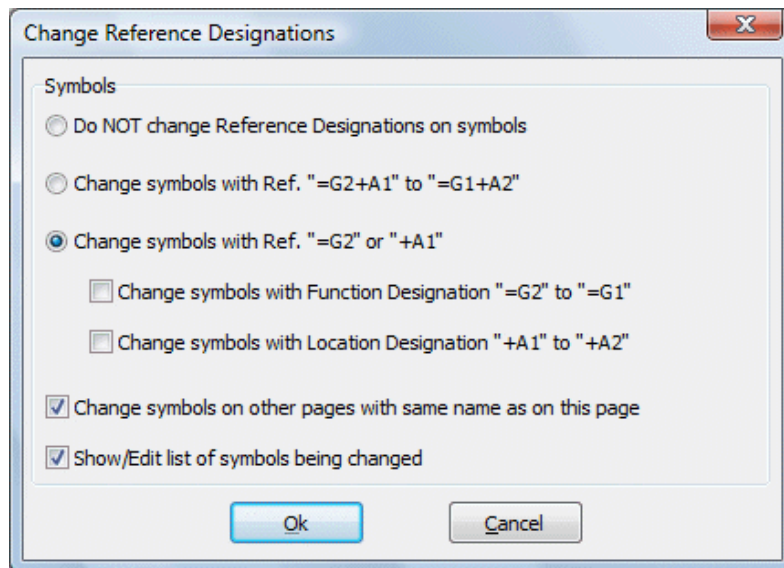 Change Reference Designations
Symbols
Do NOT change Reference Designations on symbols
Change symbols with Ref. "=G2+A1" to "=G1+A2"
Change symbols with Ref. "=G2" or "+A1"
Change symbols with Function Designation "=G2" to "=G1"
Change symbols with Location Designation "+A1" to "+A2"
Change symbols on other pages with same name as on this page
Show/Edit list of symbols being changed
Ok Cancel